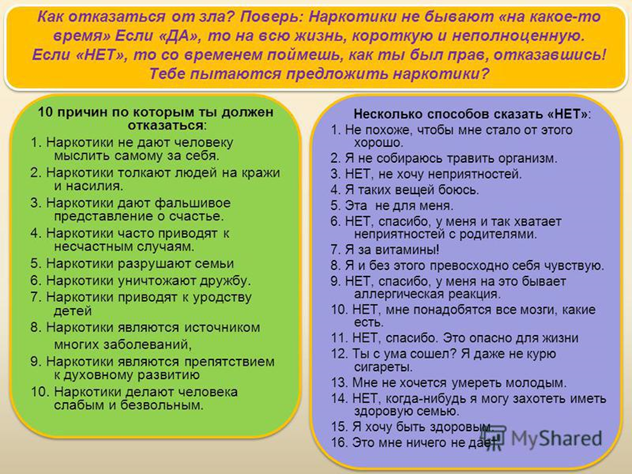 Как отказаться от зла? Поверь: Наркотики не бывают «на какое-то
время» Если «ДА», то на всю жизнь, короткую и неполноценную.
Если «НЕТ», то со временем поймешь, как ты был прав, отказавшись!
Тебе пытаются предложить наркотики?
10 причин по которым ты должен
отказаться:
1. Наркотики не дают человеку
мыслить самому за себя.
2. Наркотики толкают людей на кражи
и насилия.
3. Наркотики дают фальшивое
представление о счастье.
4. Наркотики часто приводят к
несчастным случаям.
5. Наркотики разрушают семьи
6. Наркотики уничтожают дружбу.
7. Наркотики приводят к уродству
детей
8. Наркотики являются источником
многих заболеваний,
9. Наркотики являются препятствием
к духовному развитию
10. Наркотики делают человека
слабым и безвольным.
Несколько способов сказать «НЕТ»:
1. Не похоже, чтобы мне стало от этого
хорошо.
2. Я не собираюсь травить организм.
3. НЕТ, не хочу неприятностей.
4. Я таких вещей боюсь.
5. Эта не для меня.
6. НЕТ, спасибо, у меня и так хватает
неприятностей с родителями.
7. Я за витамины!
8. Я и без этого превосходно себя чувствую.
9. НЕТ, спасибо, у меня на это бывает
аллергическая реакция.
10. НЕТ, мне понадобятся все мозги, какие
есть.
11. НЕТ, спасибо. Это опасно для жизни
12. Ты с ума сошел? Я даже не курю
сигареты.
13. Мне не хочется умереть молодым.
14. НЕТ, когда-нибудь я могу захотеть иметь
здоровую семью.
15. Я хочу быть здоровым.
16. Это мне ничего не дает.
MyShared